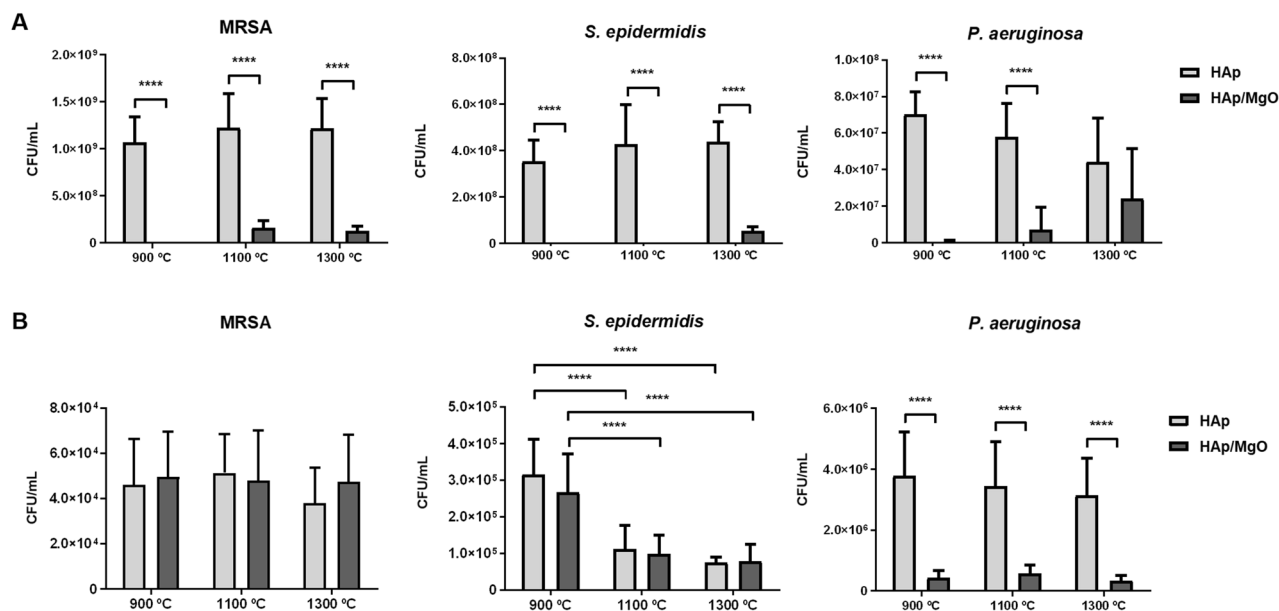 A
MRSA
2.0×10⁹
1.5×10⁹
1.0×10⁹
5.0×10⁸
0
CFU/mL
**** **** ****
900 ºC 1100 ºC 1300 ºC
S. epidermidis
8.0×10⁸
6.0×10⁸
4.0×10⁸
2.0×10⁸
0
CFU/mL
**** **** ****
900 ºC 1100 ºC 1300 ºC
P. aeruginosa
1.0×10⁸
8.0×10⁷
6.0×10⁷
4.0×10⁷
2.0×10⁷
0
CFU/mL
**** ****
900 ºC 1100 ºC 1300 ºC
HAp
HAp/MgO
B
MRSA
8.0×10⁴
6.0×10⁴
4.0×10⁴
2.0×10⁴
0
CFU/mL
900 ºC 1100 ºC 1300 ºC
S. epidermidis
****
****
****
****
5.0×10⁵
4.0×10⁵
3.0×10⁵
2.0×10⁵
1.0×10⁵
0
CFU/mL
900 ºC 1100 ºC 1300 ºC
P. aeruginosa
6.0×10⁶
4.0×10⁶
2.0×10⁶
0
CFU/mL
**** **** ****
900 ºC 1100 ºC 1300 ºC
HAp
HAp/MgO